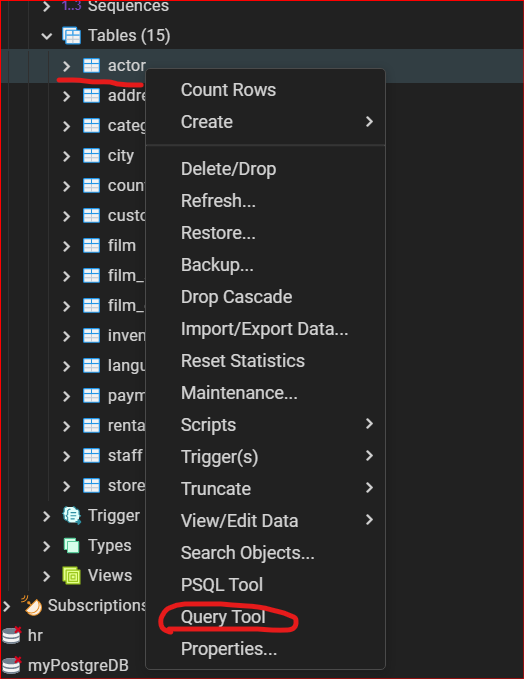 Sequences
Tables (15)
actor
Count Rows
addre
Create
categ
city
Delete/Drop
coun
Refresh...
custo
Restore...
film
Backup...
film_
Drop Cascade
film_
Import/Export Data...
inven
Reset Statistics
langu
Maintenance...
paym
Scripts
renta
Trigger(s)
staff
Truncate
store
View/Edit Data
Trigger
Search Objects...
Types
PSQL Tool
Views
Query Tool
Subscriptions
Properties...
hr
myPostgreDB